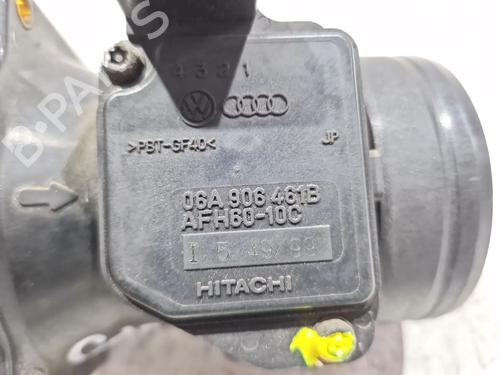 4321
>PBT-GF40< JP
06A 906 461B
AFH60-10C
HITACHI
B-PARTS